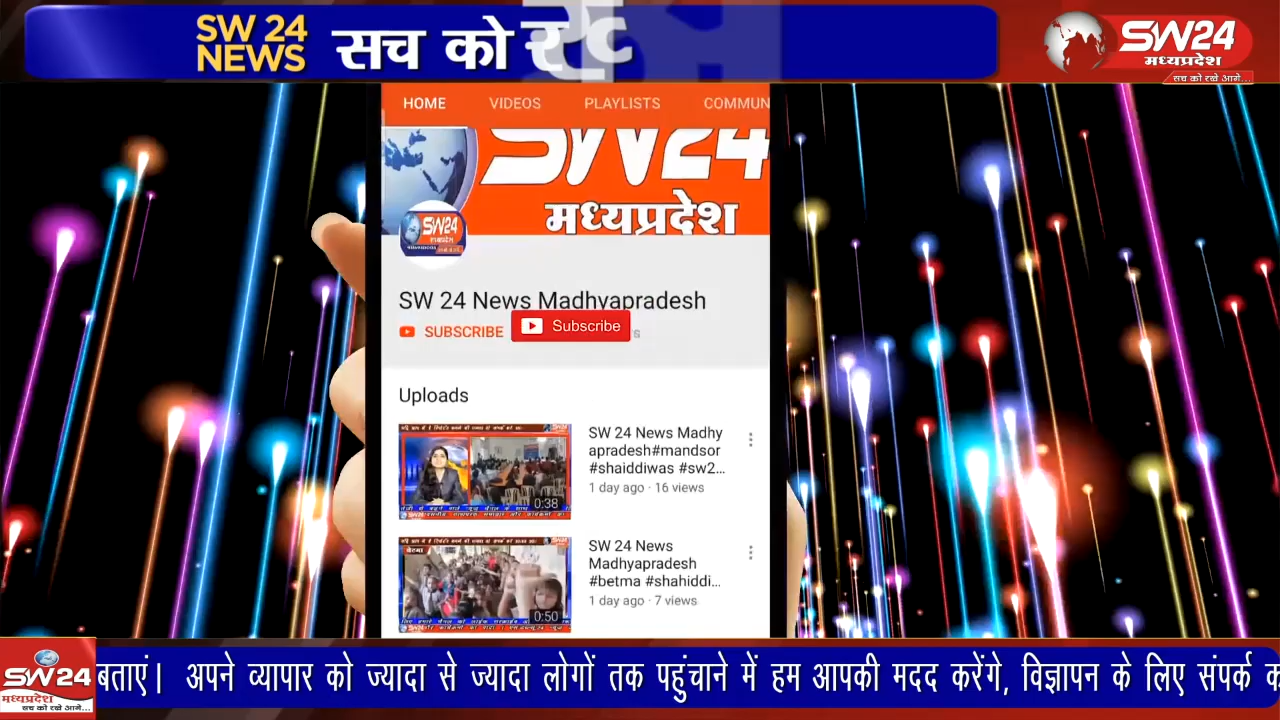 SW 24
NEWS
सच को
SW24
मध्यप्रदेश
सच को रखे आगे...
HOME VIDEOS PLAYLISTS COMMUN
SW24
मध्यप्रदेश
SW24
SW 24 News Madhyapradesh
SUBSCRIBE
Subscribe
Uploads
SW 24 News Madhy
apradesh#mandsor
#shaiddiwas #sw2...
1 day ago · 16 views
0:38
SW 24 News
Madhyapradesh
#betma #shahiddi...
1 day ago · 7 views
बेटमा
0:50
SW24
मध्यप्रदेश
सच को रखे आगे...
बताएं। अपने व्यापार को ज्यादा से ज्यादा लोगों तक पहुंचाने में हम आपकी मदद करेंगे, विज्ञापन के लिए संपर्क क